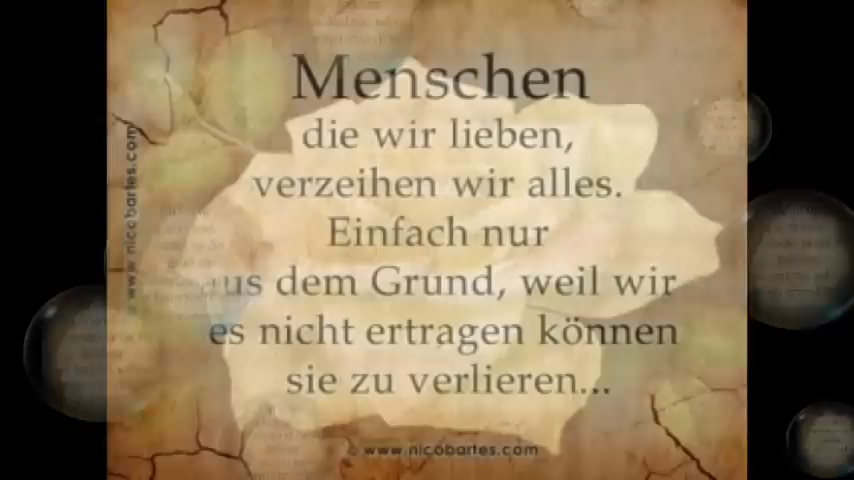 Menschen
die wir lieben,
verzeihen wir alles.
Einfach nur
aus dem Grund, weil wir
es nicht ertragen können
sie zu verlieren...
© www.nicobartes.com
www.nicobartes.com